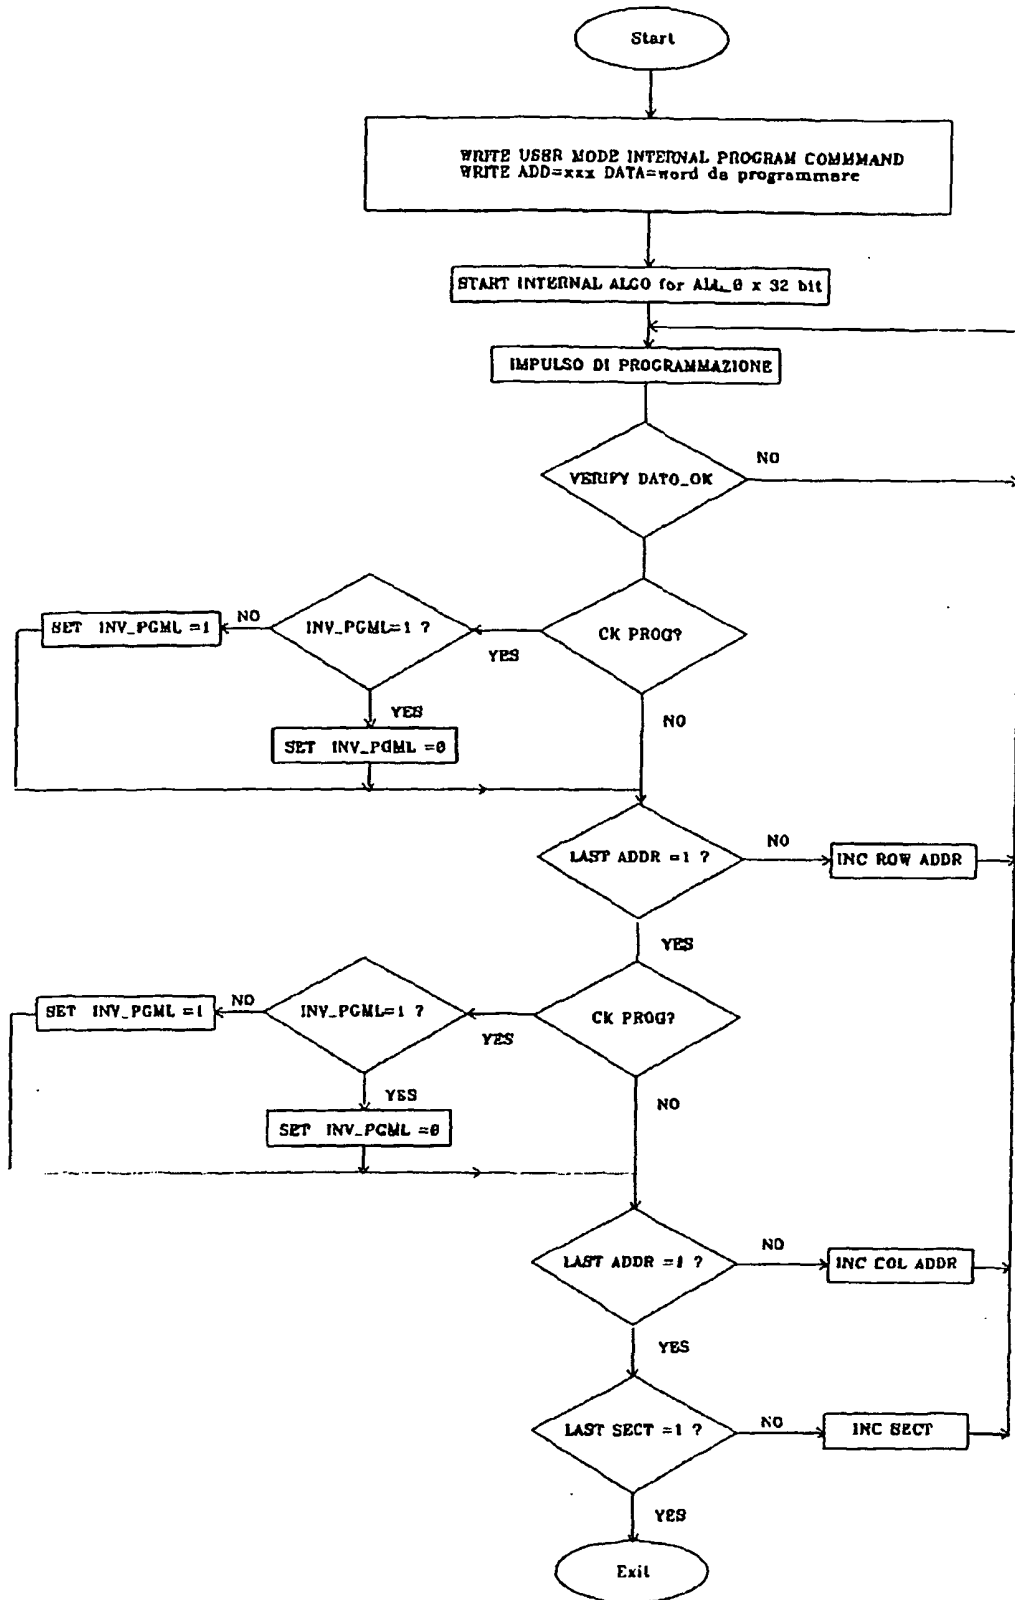 Start
WRITE USER MODE INTERNAL PROGRAM COMMMAND
WRITE ADD=xxx DATA=word da programmare
START INTERNAL ALGO for ALL_0 x 32 bit
IMPULSO DI PROGRAMMAZIONE
VERIFY DATO_OK
NO
SET INV_PGML =1
NO
INV_PGML=1 ?
YES
CK PROG?
YES
NO
SET INV_PGML =0
LAST ADDR =1 ?
NO
INC ROW ADDR
YES
SET INV_PGML =1
NO
INV_PGML=1 ?
YES
CK PROG?
YES
NO
SET INV_PGML =0
LAST ADDR =1 ?
NO
INC COL ADDR
YES
LAST SECT =1 ?
NO
INC SECT
YES
Exit